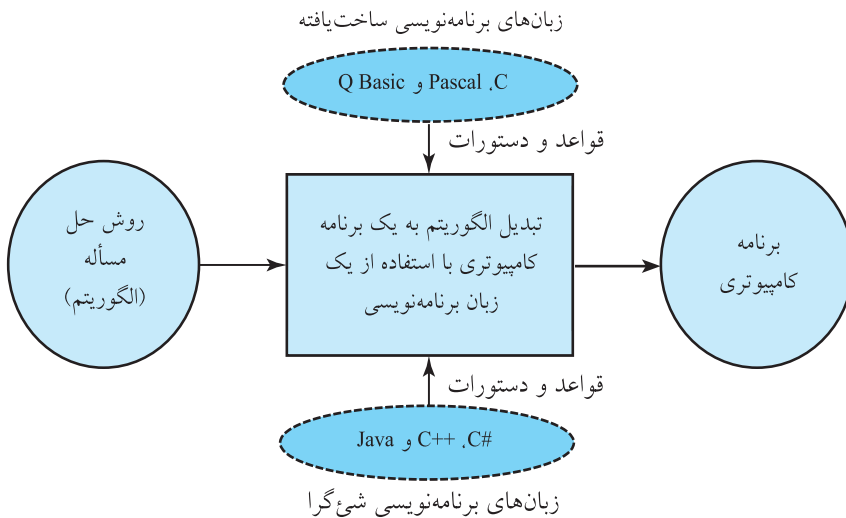 زبان‌های برنامه‌نویسی ساخت‌یافته
Pascal ،C و Q Basic
قواعد و دستورات
روش حل
مسأله
(الگوریتم)
تبدیل الگوریتم به یک برنامه
کامپیوتری با استفاده از یک
زبان برنامه‌نویسی
برنامه
کامپیوتری
قواعد و دستورات
C++ ،C# و Java
زبان‌های برنامه‌نویسی شئ‌گرا